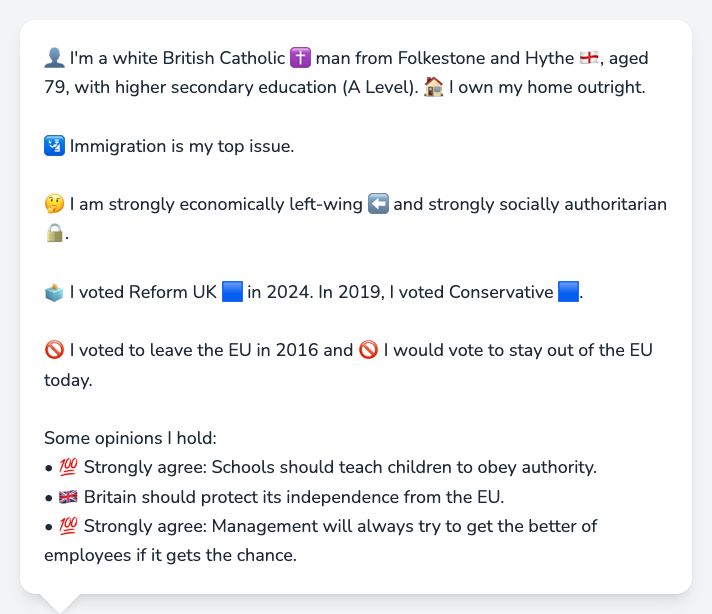 👤 I'm a white British Catholic ✝️ man from Folkestone and Hythe 🏴󠁧󠁢󠁥󠁮󠁧󠁿, aged
79, with higher secondary education (A Level). 🏠 I own my home outright.
🛂 Immigration is my top issue.
🤔 I am strongly economically left-wing ⬅️ and strongly socially authoritarian
🔒.
🗳️ I voted Reform UK 🟦 in 2024. In 2019, I voted Conservative 🟦.
🚫 I voted to leave the EU in 2016 and 🚫 I would vote to stay out of the EU
today.
Some opinions I hold:
• 💯 Strongly agree: Schools should teach children to obey authority.
• 🇬🇧 Britain should protect its independence from the EU.
• 💯 Strongly agree: Management will always try to get the better of
employees if it gets the chance.